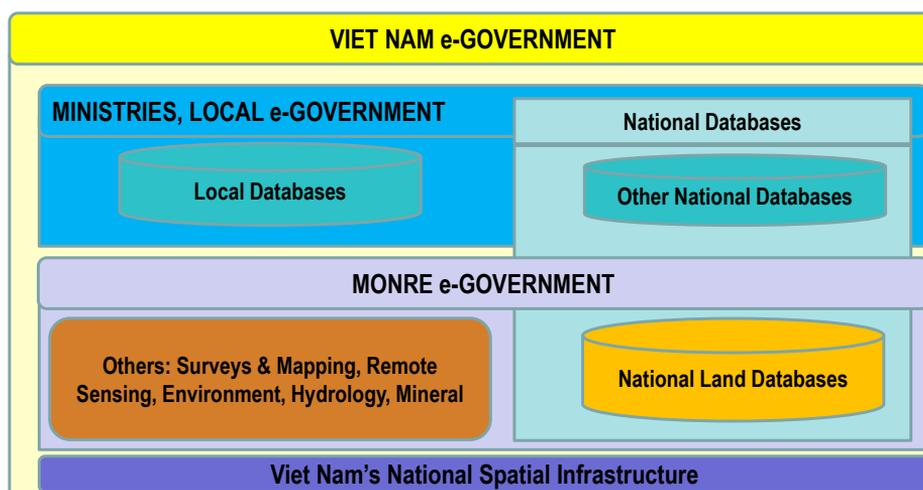 VIET NAM e-GOVERNMENT
MINISTRIES, LOCAL e-GOVERNMENT
National Databases
Local Databases
Other National Databases
MONRE e-GOVERNMENT
Others: Surveys & Mapping, Remote
Sensing, Environment, Hydrology, Mineral
National Land Databases
Viet Nam’s National Spatial Infrastructure